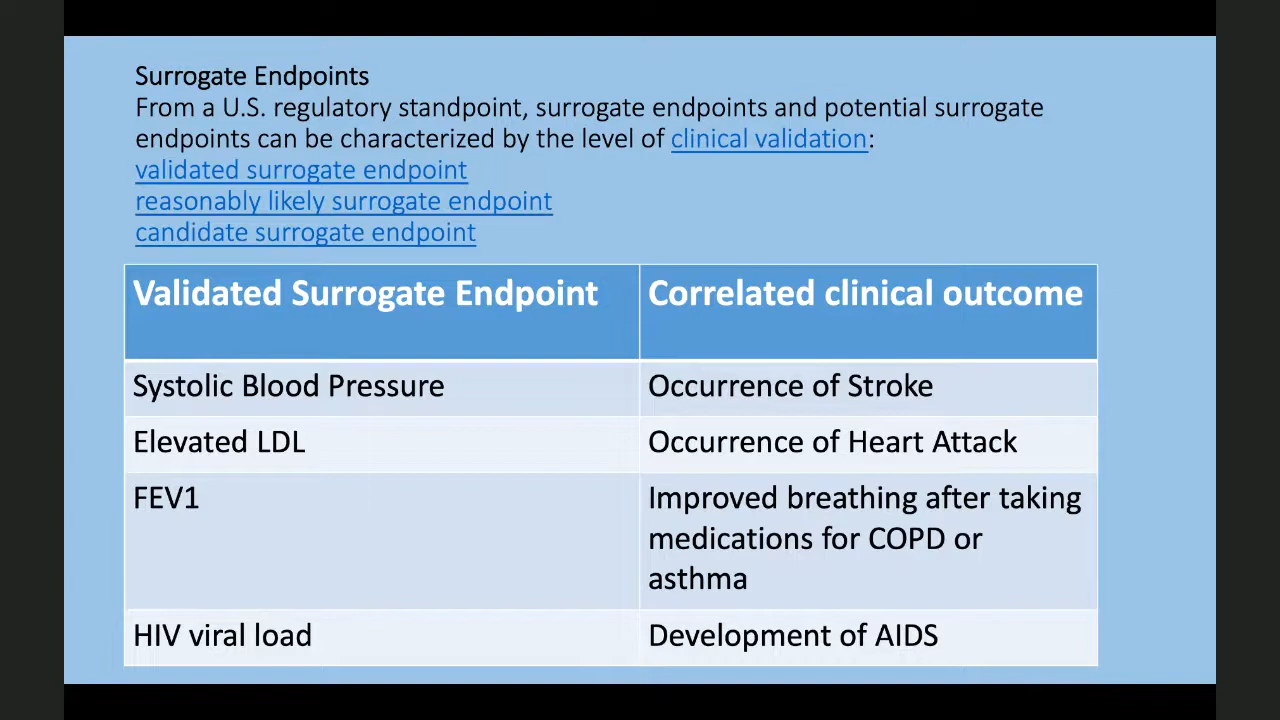 Surrogate Endpoints
From a U.S. regulatory standpoint, surrogate endpoints and potential surrogate
endpoints can be characterized by the level of clinical validation:
validated surrogate endpoint
reasonably likely surrogate endpoint
candidate surrogate endpoint
Validated Surrogate Endpoint
Correlated clinical outcome
Systolic Blood Pressure
Occurrence of Stroke
Elevated LDL
Occurrence of Heart Attack
FEV1
Improved breathing after taking
medications for COPD or
asthma
HIV viral load
Development of AIDS